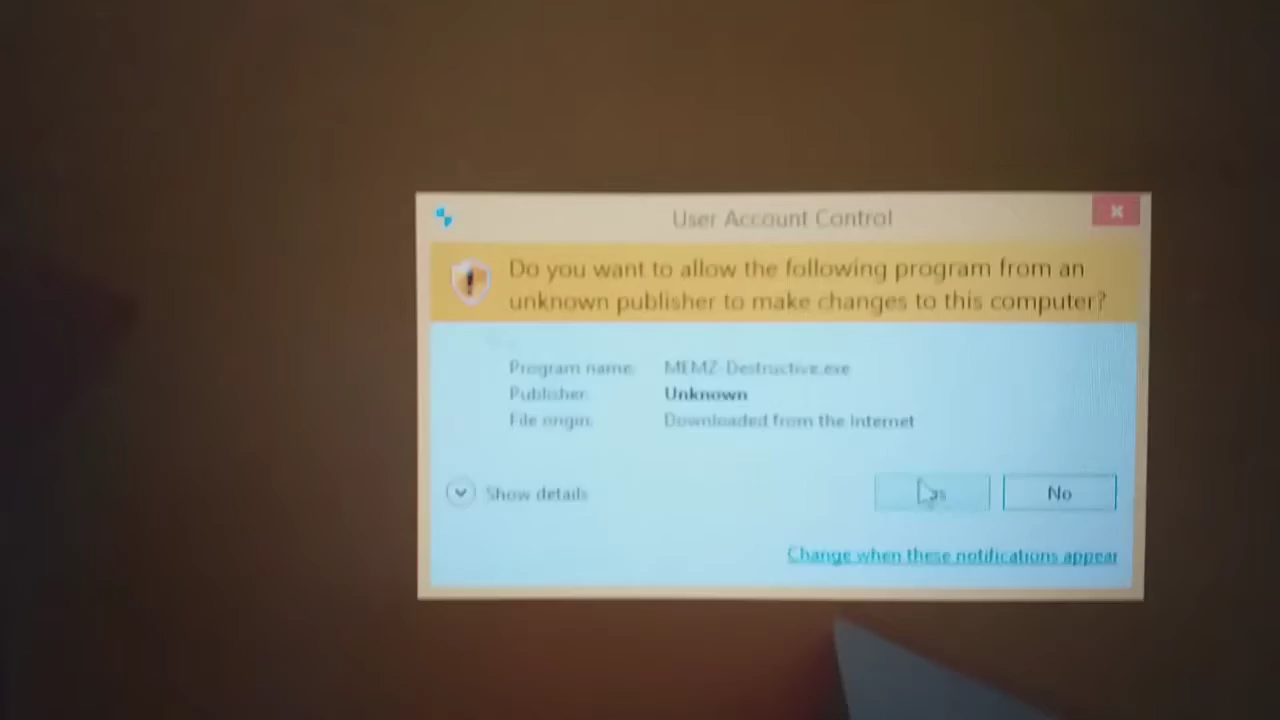 User Account Control
Do you want to allow the following program from an
unknown publisher to make changes to this computer?
Program name: MEMZ-Destructive.exe
Publisher: Unknown
File origin: Downloaded from the Internet
Show details
No
Change when these notifications appear